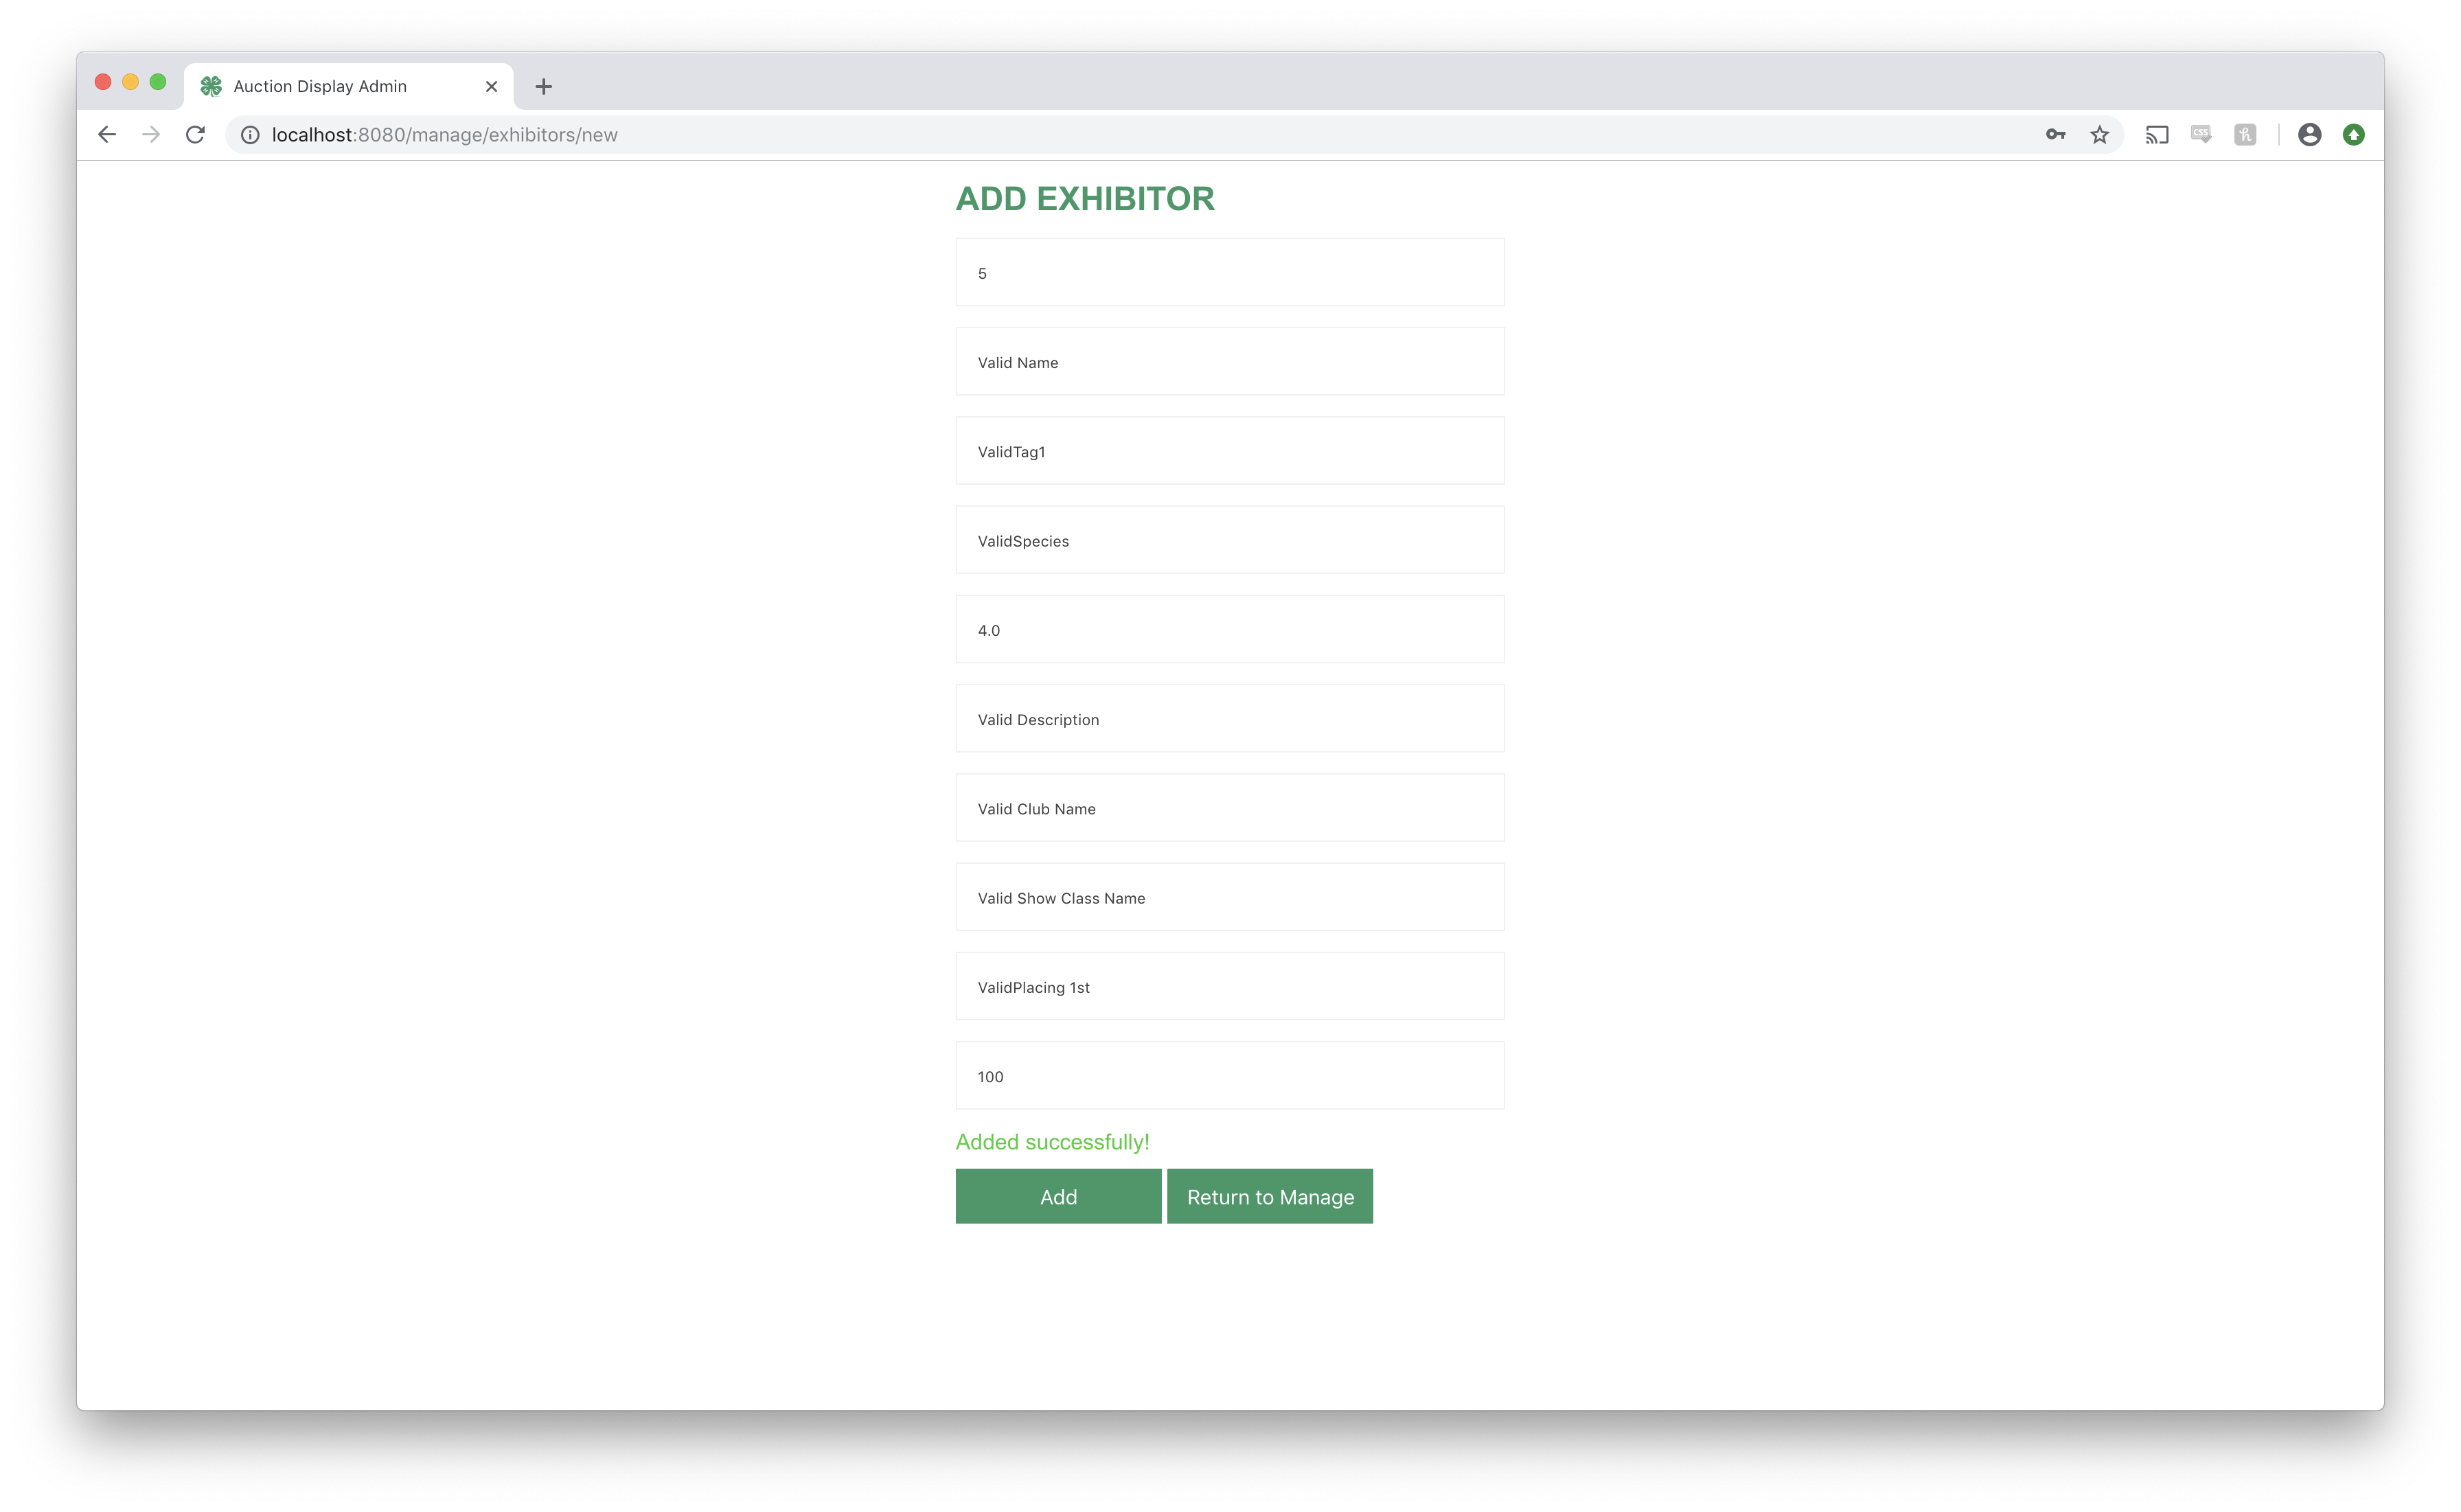 Auction Display Admin
localhost:8080/manage/exhibitors/new
CSS
h
ADD EXHIBITOR
5
Valid Name
ValidTag1
ValidSpecies
4.0
Valid Description
Valid Club Name
Valid Show Class Name
ValidPlacing 1st
100
Added successfully!
Add
Return to Manage